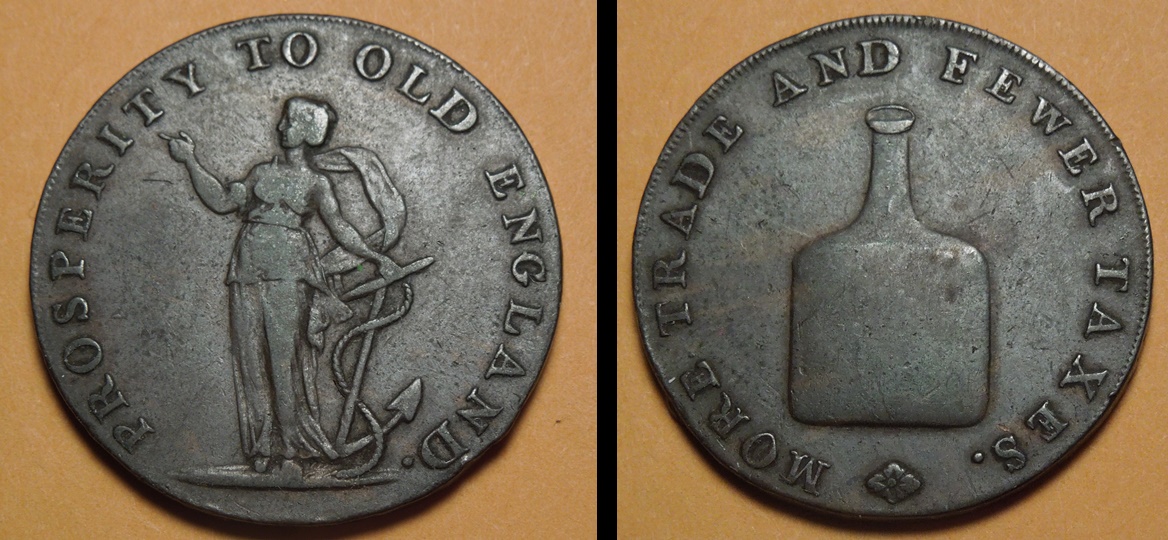 PROSPERITY TO OLD ENGLAND.
MORE TRADE AND FEWER TAXES.